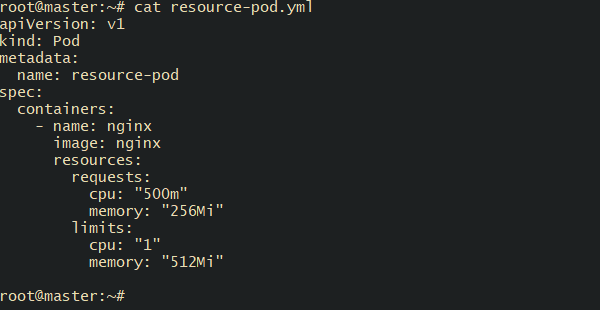 root@master:~# cat resource-pod.yml
apiVersion: v1
kind: Pod
metadata:
  name: resource-pod
spec:
  containers:
    - name: nginx
      image: nginx
      resources:
        requests:
          cpu: "500m"
          memory: "256Mi"
        limits:
          cpu: "1"
          memory: "512Mi"
root@master:~#